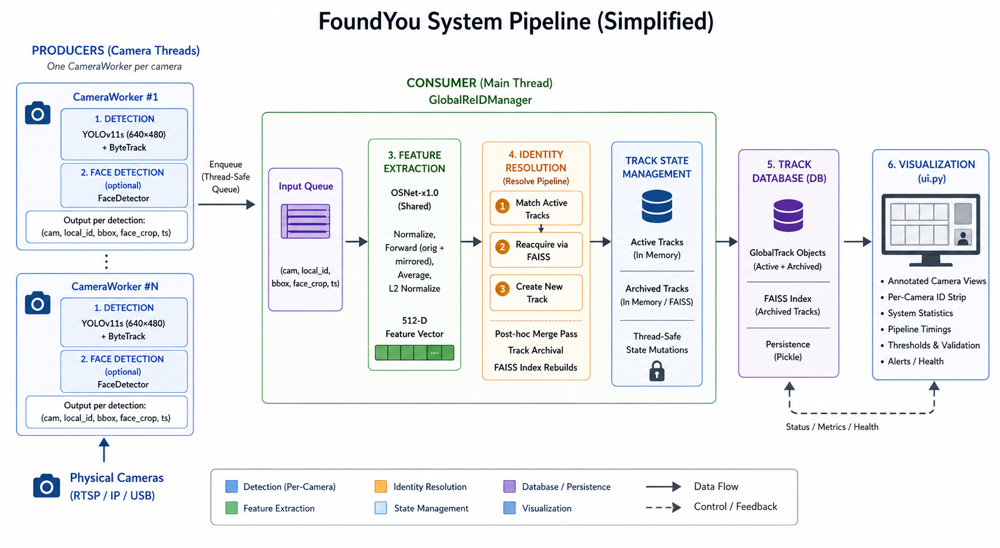 FoundYou System Pipeline (Simplified)
PRODUCERS (Camera Threads)
One CameraWorker per camera
CameraWorker #1
1. DETECTION
YOLOv11s (640×480)
+ ByteTrack
2. FACE DETECTION
(optional)
FaceDetector
Output per detection:
(cam, local_id, bbox, face_crop, ts)
CameraWorker #N
1. DETECTION
YOLOv11s (640×480)
+ ByteTrack
2. FACE DETECTION
(optional)
FaceDetector
Output per detection:
(cam, local_id, bbox, face_crop, ts)
Physical Cameras
(RTSP / IP / USB)
Enqueue
(Thread-Safe
Queue)
CONSUMER (Main Thread)
GlobalReIDManager
Input Queue
(cam, local_id,
bbox, face_crop, ts)
3. FEATURE
EXTRACTION
OSNet-x1.0
(Shared)
Normalize,
Forward (orig +
mirrored),
Average,
L2 Normalize
512-D
Feature Vector
...
4. IDENTITY
RESOLUTION
(Resolve Pipeline)
1 Match Active
Tracks
2 Reacquire via
FAISS
3 Create New
Track
Post-hoc Merge Pass
Track Archival
FAISS Index Rebuilds
TRACK STATE
MANAGEMENT
Active Tracks
(In Memory)
Archived Tracks
(In Memory / FAISS)
Thread-Safe
State Mutations
5. TRACK
DATABASE (DB)
GlobalTrack Objects
(Active + Archived)
FAISS Index
(Archived Tracks)
Persistence
(Pickle)
6. VISUALIZATION
(ui.py)
• Annotated Camera Views
• Per-Camera ID Strip
• System Statistics
• Pipeline Timings
• Thresholds & Validation
• Alerts / Health
Status / Metrics / Health
Detection (Per-Camera)
Identity Resolution
Database / Persistence
Data Flow
Feature Extraction
State Management
Visualization
Control / Feedback